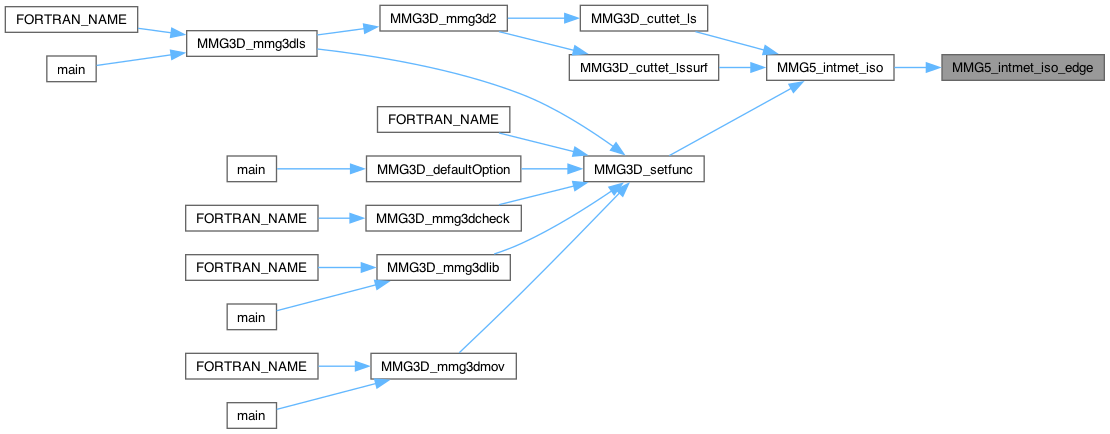 FORTRAN_NAME
MMG3D_mmg3d2
MMG3D_cuttet_ls
MMG3D_mmg3dls
main
MMG3D_cuttet_lssurf
MMG5_intmet_iso
MMG5_intmet_iso_edge
FORTRAN_NAME
main
MMG3D_defaultOption
MMG3D_setfunc
FORTRAN_NAME
MMG3D_mmg3dcheck
FORTRAN_NAME
MMG3D_mmg3dlib
main
FORTRAN_NAME
MMG3D_mmg3dmov
main